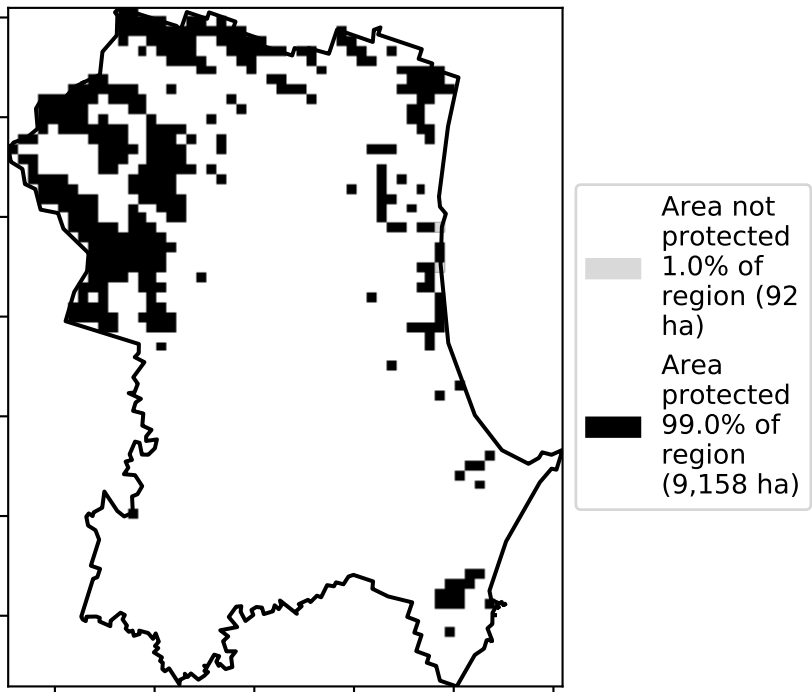 Area not
protected
1.0% of
region (92
ha)
Area
protected
99.0% of
region
(9,158 ha)